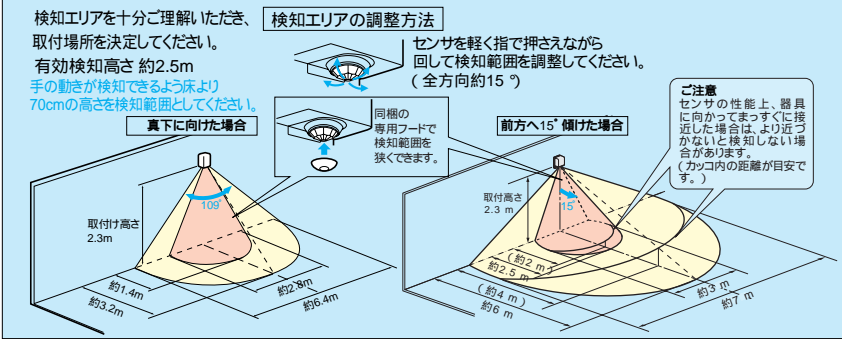 検知エリアを十分ご理解いただき、
取付場所を決定してください。
有効検知高さ 約2.5m
手の動きが検知できるよう床より
70cmの高さを検知範囲としてください。
検知エリアの調整方法
センサを軽く指で押さえながら
回して検知範囲を調整してください。
(全方向約15°)
同梱の
専用フードで
検知範囲を
狭くできます。
真下に向けた場合
109°
取付け高さ
2.3m
約1.4m
約3.2m
約2.8m
約6.4m
前方へ15°傾けた場合
15°
取付高さ
2.3 m
(約2 m)
約2.5 m
(約4 m)
約6 m
約3 m
約7 m
ご注意
センサの性能上、器具
に向かってまっすぐに接
近した場合は、より近づ
かないと検知しない場
合があります。
(カッコ内の距離が目安で
す。)